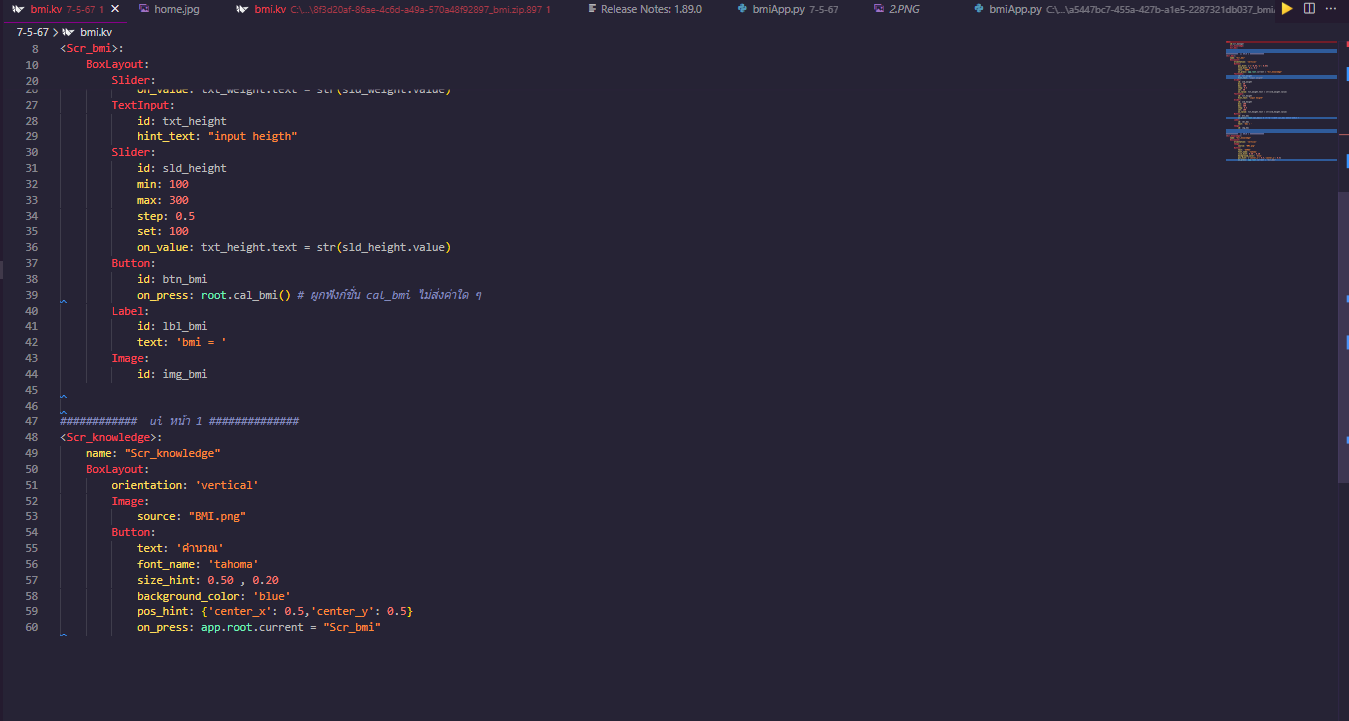 bmi.kv 7-5-67 1
home.jpg
bmi.kv C:\...\8f3d20af-86ae-4c6d-a49a-570a48f92897_bmi.zip.897 1
Release Notes: 1.89.0
bmiApp.py 7-5-67
2.PNG
bmiApp.py C:\...\a5447bc7-455a-427b-a1e5-2287321db037_bmi
7-5-67 > bmi.kv
8 <Scr_bmi>:
10 BoxLayout:
20 Slider:
26 on_value: txt_weight.text = str(sld_weight.value)
27 TextInput:
28 id: txt_height
29 hint_text: "input heigth"
30 Slider:
31 id: sld_height
32 min: 100
33 max: 300
34 step: 0.5
35 set: 100
36 on_value: txt_height.text = str(sld_height.value)
37 Button:
38 id: btn_bmi
39 on_press: root.cal_bmi() # ผูกฟังก์ชั่น cal_bmi ไม่ส่งค่าใด ๆ
40 Label:
41 id: lbl_bmi
42 text: 'bmi = '
43 Image:
44 id: img_bmi
45
46
47 ############ ui หน้า 1 ##############
48 <Scr_knowledge>:
49 name: "Scr_knowledge"
50 BoxLayout:
51 orientation: 'vertical'
52 Image:
53 source: "BMI.png"
54 Button:
55 text: 'คำนวณ'
56 font_name: 'tahoma'
57 size_hint: 0.50 , 0.20
58 background_color: 'blue'
59 pos_hint: {'center_x': 0.5,'center_y': 0.5}
60 on_press: app.root.current = "Scr_bmi"